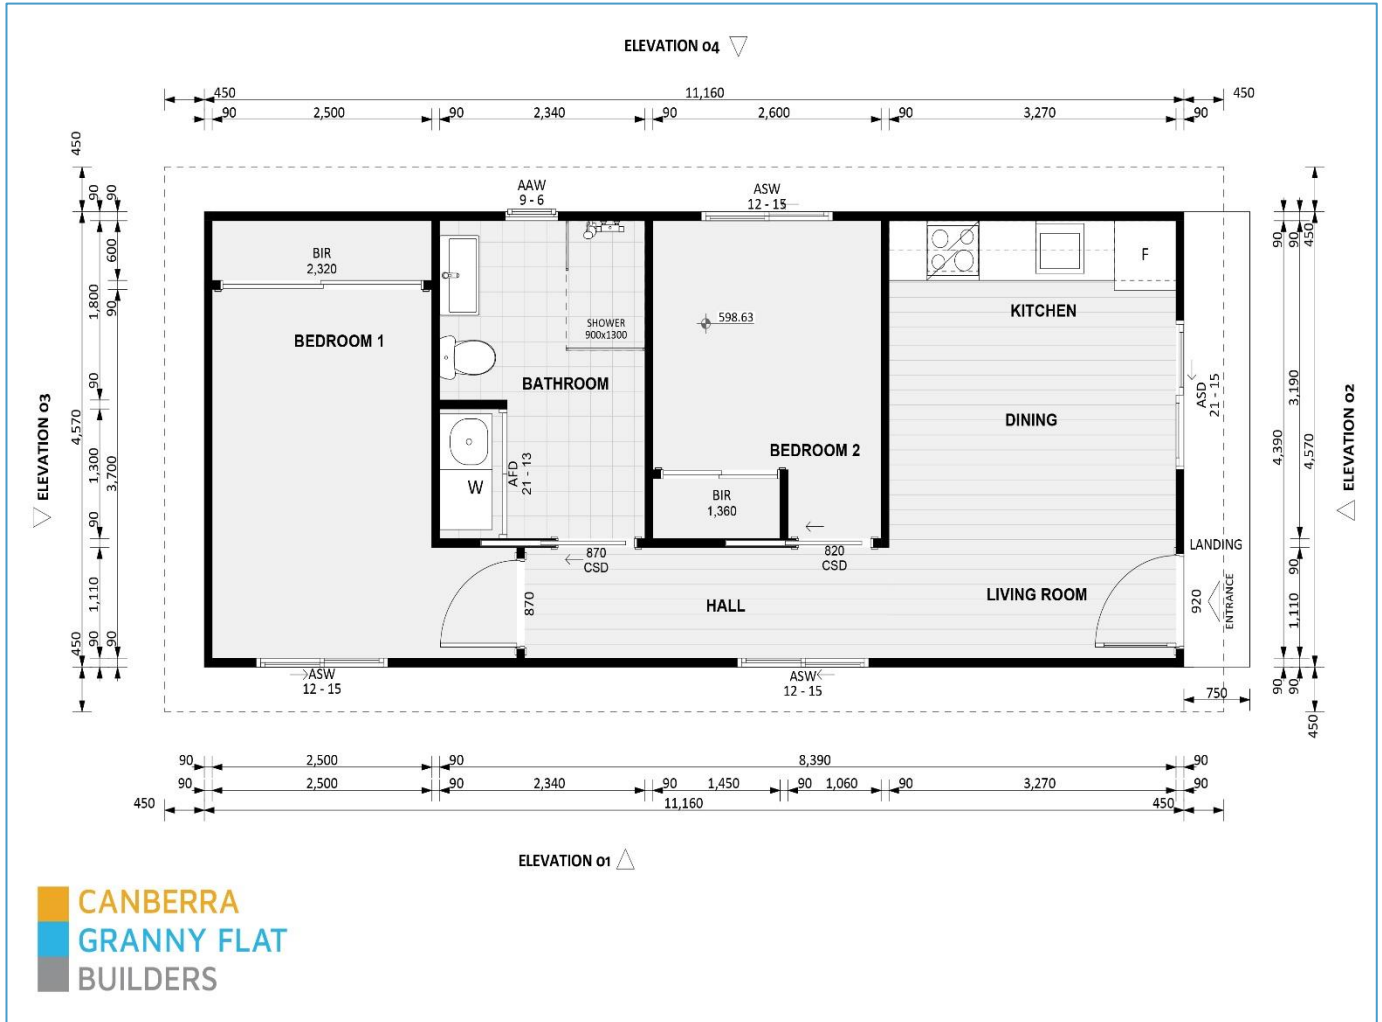 ELEVATION 04
450
11,160
450
90
2,500
90
2,340
90
2,600
90
3,270
90
450
90
90
600
1,800
90
90
4,570
1,300
3,700
90
1,110
90
90
450
ELEVATION 03
AAW
9 - 6
ASW
12 - 15
BIR
2,320
BEDROOM 1
SHOWER
900x1300
BATHROOM
598.63
BEDROOM 2
BIR
1,360
KITCHEN
F
DINING
AFD
21 - 13
W
870
CSD
820
CSD
870
HALL
LIVING ROOM
ASD
21 - 15
LANDING
920
ENTRANCE
ASW
12 - 15
ASW
12 - 15
90
90
450
3,190
4,390
4,570
90
1,110
90
90
450
750
ELEVATION 02
90
2,500
90
8,390
90
90
2,500
90
2,340
90
1,450
90
1,060
90
3,270
90
450
11,160
450
ELEVATION 01
CANBERRA
GRANNY FLAT
BUILDERS